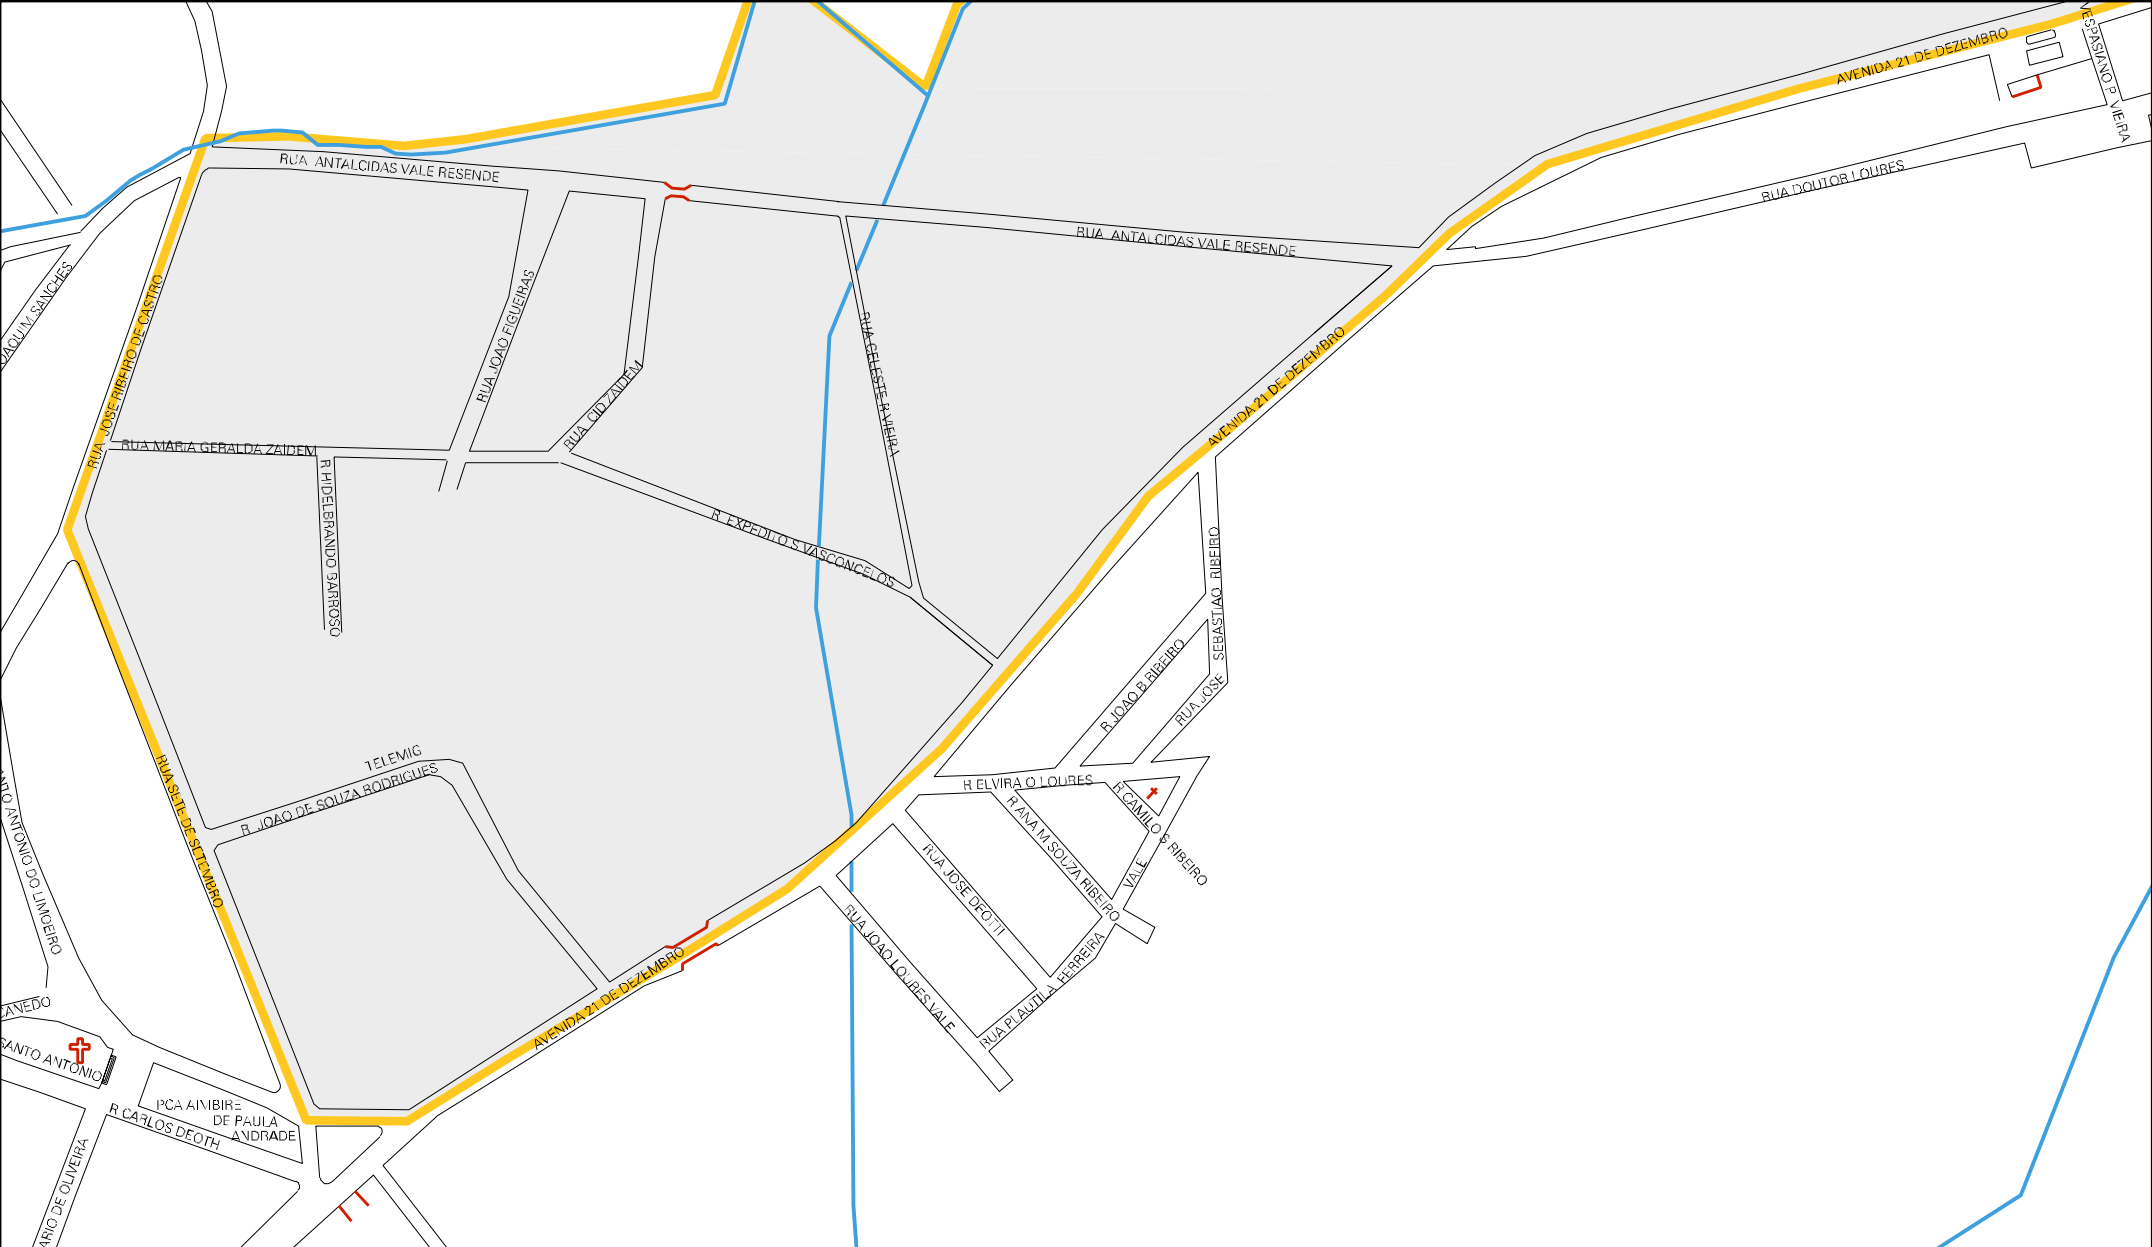 VESPASIANO P VIEIRA
AVENIDA 21 DE DEZEMBRO
RUA ANTALCIDAS VALE RESENDE
RUA DOUTOR LOURES
RUA ANTALCIDAS VALE RESENDE
OAQUIM SANCHES
RUA JOSE RIBEIRO DE CASTRO
RUA JOAO FIGUEIRAS
RUA CID ZAIDEM
RUA CELESTE R VIEIRA
AVENIDA 21 DE DEZEMBRO
RUA MARIA GERALDA ZAIDEM
R HIDELBRANDO BARROSO
R EXPEDITO S VASCONCELOS
RUA JOSE SEBASTIAO RIBEIRO
R JOAO B RIBEIRO
TELEMIG
R JOAO DE SOUZA RODRIGUES
RUA SETE DE SETEMBRO
R ELVIRA O LOURES
R CAMILO S RIBEIRO
R ANA M SOUZA RIBEIRO
RUA JOSE DEOTTI
RUA PLAUTILA FERREIRA VALE
RUA JOAO LOURES VALE
NTO ANTONIO DO LIMOEIRO
AVENIDA 21 DE DEZEMBRO
CANEDO
SANTO ANTONIO
PCA AIMBIRE
DE PAULA
ANDRADE
R CARLOS DEOTH
ARIO DE OLIVEIRA